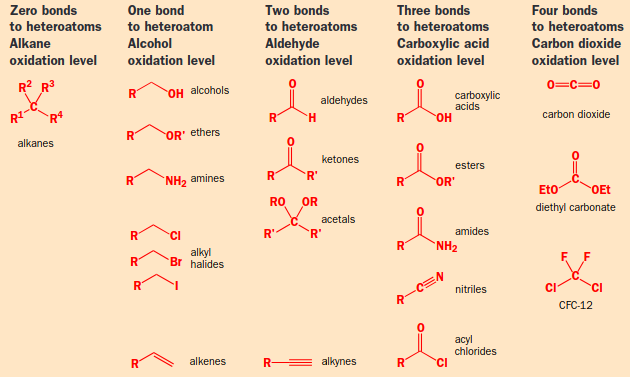 Zero bonds
to heteroatoms
Alkane
oxidation level
R² R³
C
R¹ R⁴
alkanes
One bond
to heteroatom
Alcohol
oxidation level
R OH alcohols
R OR' ethers
R NH₂ amines
R Cl
R Br
R I
alkyl
halides
R alkenes
Two bonds
to heteroatoms
Aldehyde
oxidation level
O
R H
aldehydes
O
R R'
ketones
RO OR
C
R' R'
acetals
R alkynes
Three bonds
to heteroatoms
Carboxylic acid
oxidation level
O
R OH
carboxylic
acids
O
R OR'
esters
O
R NH₂
amides
N
C
R
nitriles
O
R Cl
acyl
chlorides
Four bonds
to heteroatoms
Carbon dioxide
oxidation level
O=C=O
carbon dioxide
O
C
EtO OEt
diethyl carbonate
F F
C
Cl Cl
CFC-12